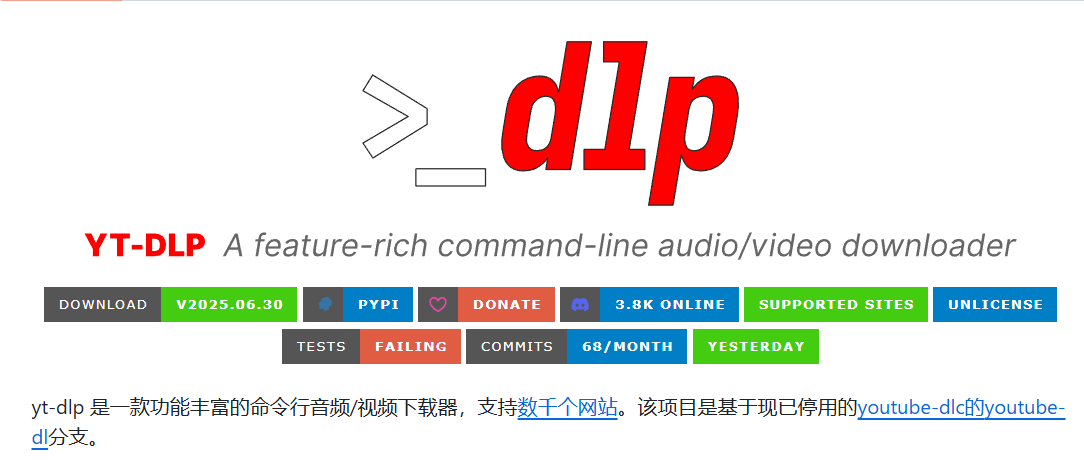 >_dlp
YT-DLP A feature-rich command-line audio/video downloader
DOWNLOAD V2025.06.30 PYPI DONATE 3.8K ONLINE SUPPORTED SITES UNLICENSE
TESTS FAILING COMMITS 68/MONTH YESTERDAY
yt-dlp 是一款功能丰富的命令行音频/视频下载器，支持数千个网站。该项目是基于现已停用的youtube-dlc的youtube-
dl分支。